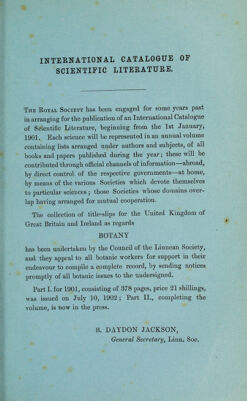 INTERNATIONAL CATALOGUE OF
SCIENTIFIC LITERATURE.
The Royal Society has been engaged for some years past
in arranging for the publication of an International Catalogue
of Scientific Literature, beginning from the 1st January,
1901. Each science will be represented in an annual volume
containing lists arranged under authors and subjects, of all
books and papers published during the year; these will be
contributed through official channels of information—abroad,
by direct control of the respective governments—at home,
by means of the various Societies which devote themselves
to particular sciences; those Societies whose domains over-
lap having arranged for mutual cooperation.
The collection of title-slips for the United Kingdom of
Great Britain and Ireland as regards
BOTANY
has been undertaken by the Council of the Linnean Society,
and they appeal to all botanic workers for support in their
endeavour to compile a complete record, by sending notices
promptly of all botanic issues to the undersigned.
Part I. for 1901, consisting of 378 pages, price 21 shillings,
was issued on July 10, 1902; Part II., completing the
volume, is now in the press.
B. DAYDON JACKSON,
General Secretary, Linn. Soc.